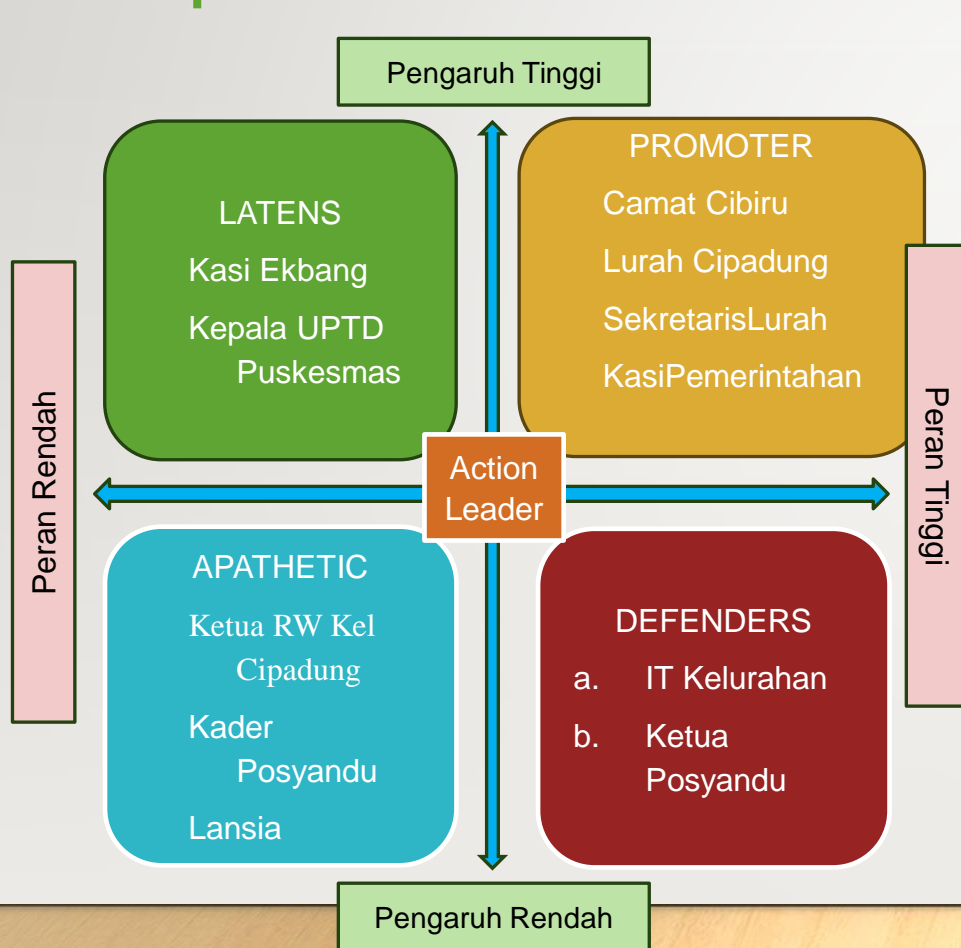 Pengaruh Tinggi
LATENS
Kasi Ekbang
Kepala UPTD
Puskesmas
PROMOTER
Camat Cibiru
Lurah Cipadung
SekretarisLurah
KasiPemerintahan
Peran Rendah
Action
Leader
Peran Tinggi
APATHETIC
Ketua RW Kel
Cipadung
Kader
Posyandu
Lansia
DEFENDERS
a. IT Kelurahan
b. Ketua
Posyandu
Pengaruh Rendah